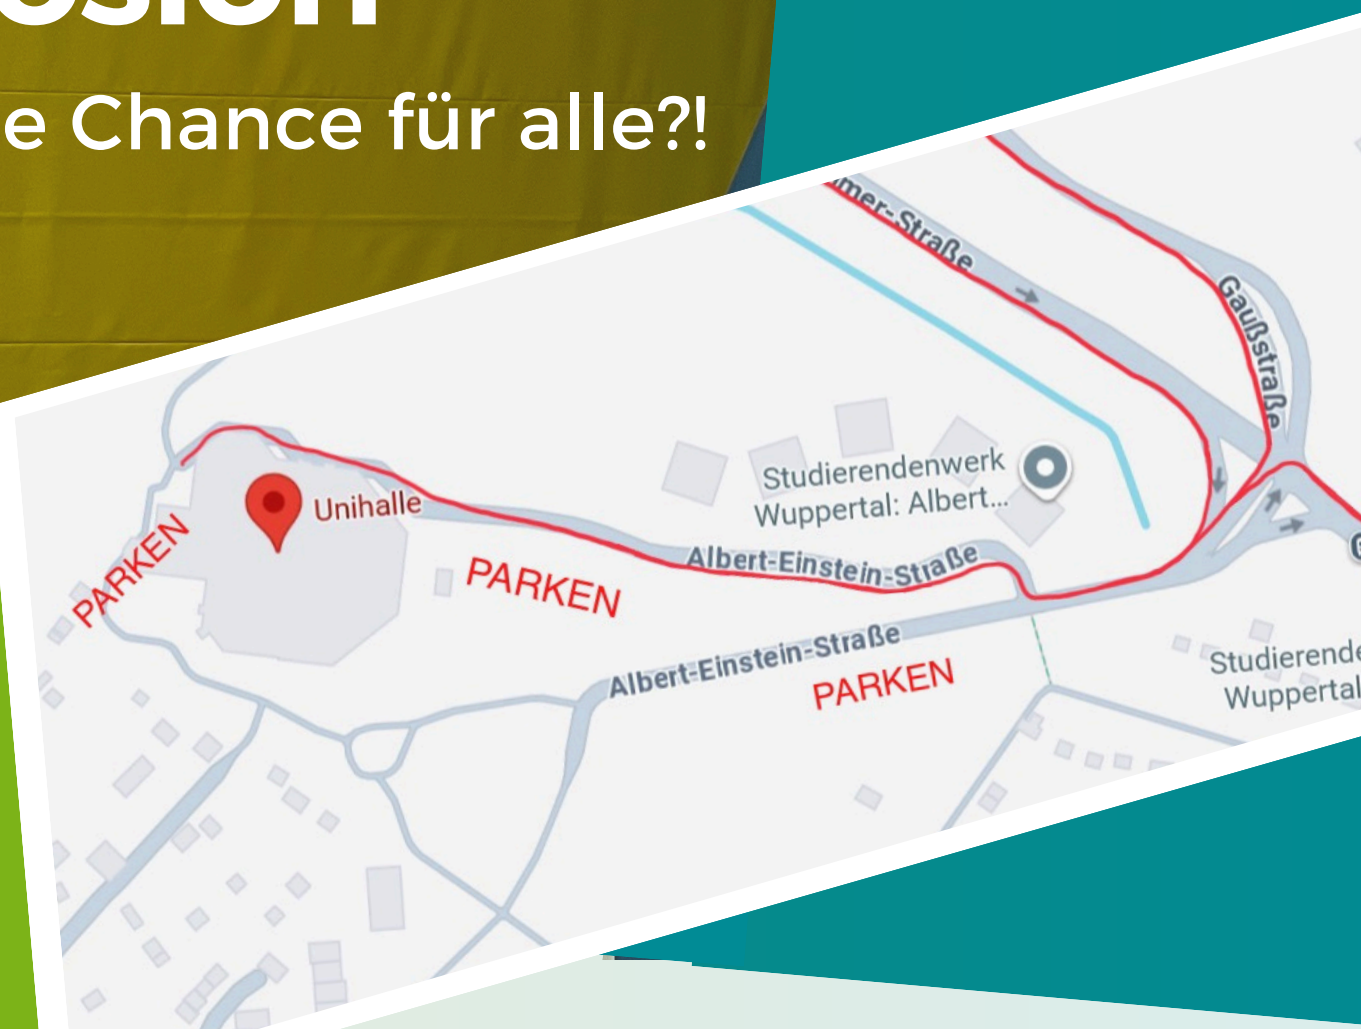 e Chance für alle?!
Gaußstraße
Unihalle
Studierendenwerk
Wuppertal: Albert...
PARKEN
PARKEN
Albert-Einstein-Straße
Albert-Einstein-Straße
PARKEN
Studierende
Wuppertal